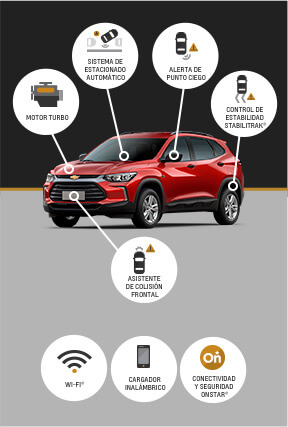 SISTEMA DE
ESTACIONADO
AUTOMÁTICO
ALERTA DE
PUNTO CIEGO
MOTOR TURBO
CONTROL DE
ESTABILIDAD
STABILITRAK®
ASISTENTE
DE COLISIÓN
FRONTAL
WI-FI®
CARGADOR
INALÁMBRICO
On
CONECTIVIDAD
Y SEGURIDAD
ONSTAR®